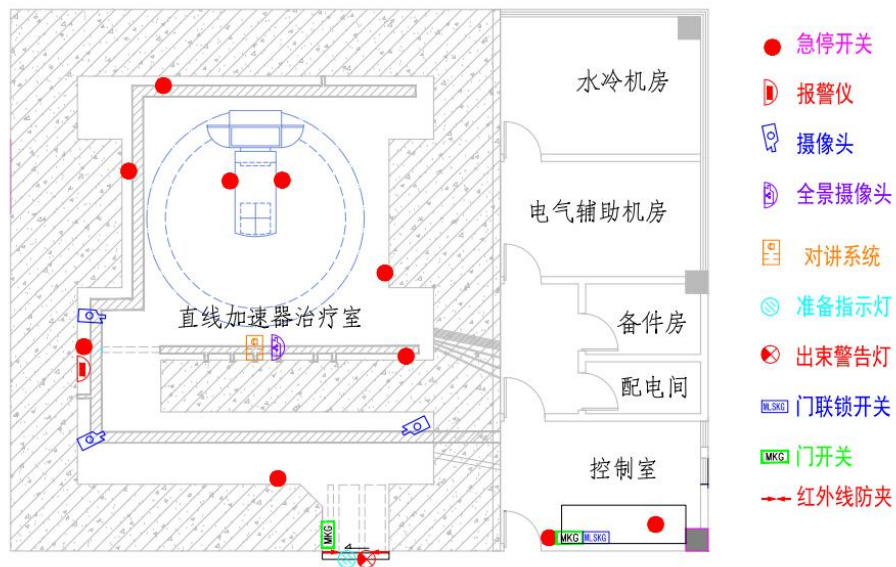 水冷机房
电气辅助机房
备件房
配电间
控制室
直线加速器治疗室
MKG
MKG
MLSKG
急停开关
报警仪
摄像头
全景摄像头
对讲系统
准备指示灯
出束警告灯
MLSKG
门联锁开关
MKG
门开关
红外线防夹